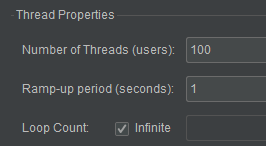 Thread Properties
Number of Threads (users): 100
Ramp-up period (seconds): 1
Loop Count: Infinite